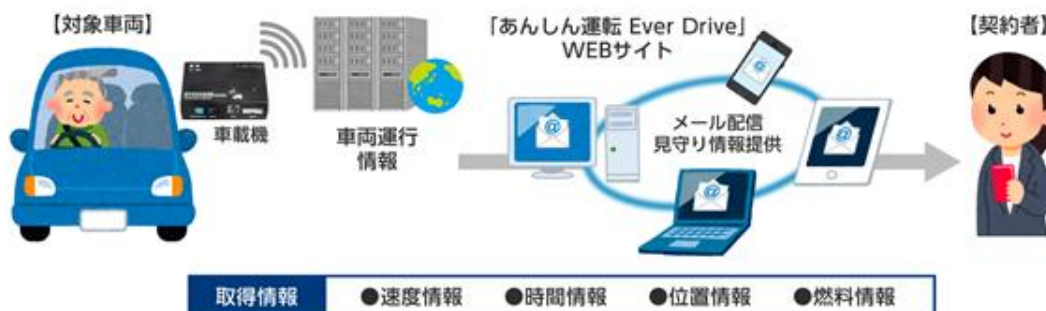 【対象車両】
車載機
車両運行
情報
「あんしん運転 Ever Drive」
WEBサイト
メール配信
見守り情報提供
【契約者】
取得情報 ●速度情報 ●時間情報 ●位置情報 ●燃料情報